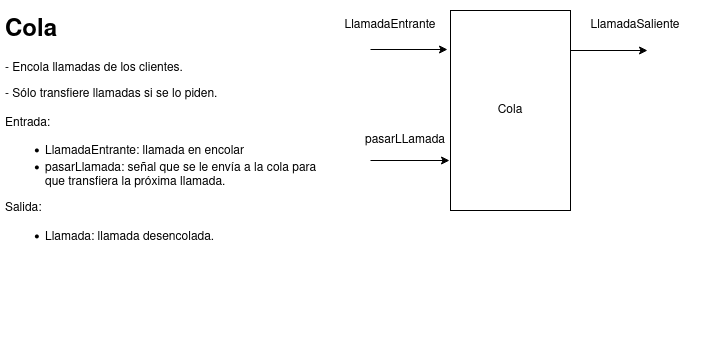 Cola
- Encola llamadas de los clientes.
- Sólo transfiere llamadas si se lo piden.
Entrada:
• LlamadaEntrante: llamada en encolar
• pasarLlamada: señal que se le envía a la cola para
que transfiera la próxima llamada.
Salida:
• Llamada: llamada desencolada.
LlamadaEntrante
LlamadaSaliente
Cola
pasarLLamada